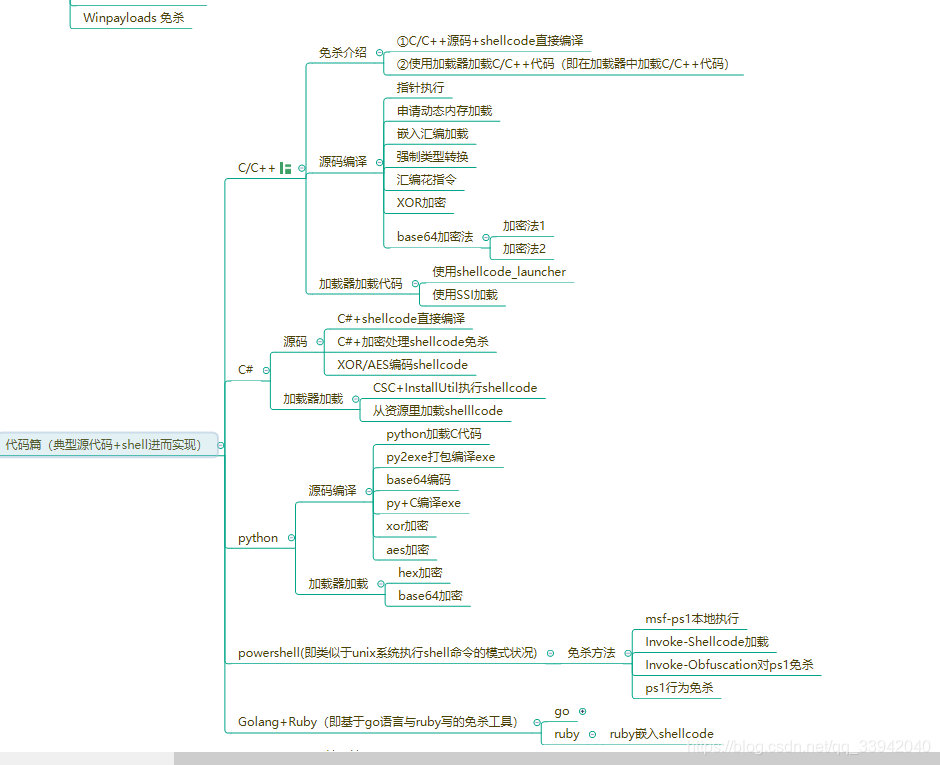 Winpayloads 免杀
代码篇（典型源代码+shell进而实现）
C/C++
免杀介绍
①C/C++源码+shellcode直接编译
②使用加载器加载C/C++代码（即在加载器中加载C/C++代码）
源码编译
指针执行
申请动态内存加载
嵌入汇编加载
强制类型转换
汇编花指令
XOR加密
base64加密法
加密法1
加密法2
加载器加载代码
使用shellcode_launcher
使用SSI加载
C#
源码
C#+shellcode直接编译
C#+加密处理shellcode免杀
XOR/AES编码shellcode
加载器加载
CSC+InstallUtil执行shellcode
从资源里加载shelllcode
python
源码编译
python加载C代码
py2exe打包编译exe
base64编码
py+C编译exe
xor加密
aes加密
加载器加载
hex加密
base64加密
powershell(即类似于unix系统执行shell命令的模式状况)
免杀方法
msf-ps1本地执行
Invoke-Shellcode加载
Invoke-Obfuscation对ps1免杀
ps1行为免杀
Golang+Ruby（即基于go语言与ruby写的免杀工具）
go
ruby
ruby嵌入shellcode
https://blog.csdn.net/qq_33942040